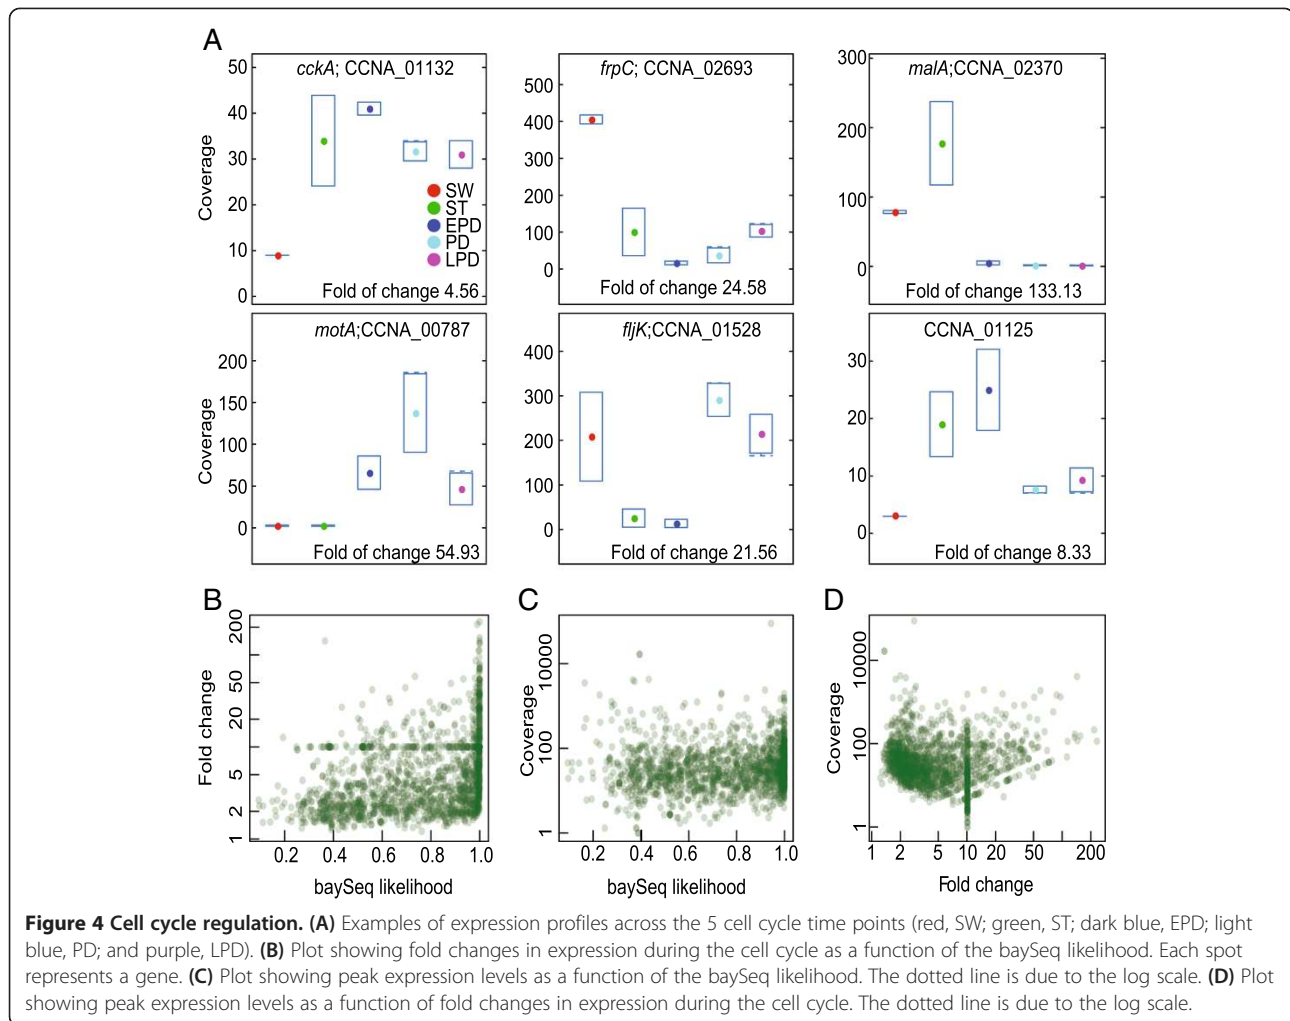 A
cckA; CCNA_01132
50
40
30
20
10
0
Coverage
SW
ST
EPD
PD
LPD
Fold of change 4.56
frpC; CCNA_02693
500
400
300
200
100
0
Fold of change 24.58
malA;CCNA_02370
300
200
100
0
Fold of change 133.13
motA;CCNA_00787
200
150
100
50
0
Coverage
Fold of change 54.93
fljK;CCNA_01528
400
300
200
100
0
Fold of change 21.56
CCNA_01125
30
20
10
0
Fold of change 8.33
B
Fold change
200
50
20
5
2
1
0.2 0.4 0.6 0.8 1.0
baySeq likelihood
C
Coverage
10000
100
1
0.2 0.4 0.6 0.8 1.0
baySeq likelihood
D
Coverage
10000
100
1
1 2 5 10 20 50 200
Fold change
Figure 4 Cell cycle regulation. (A) Examples of expression profiles across the 5 cell cycle time points (red, SW; green, ST; dark blue, EPD; light
blue, PD; and purple, LPD). (B) Plot showing fold changes in expression during the cell cycle as a function of the baySeq likelihood. Each spot
represents a gene. (C) Plot showing peak expression levels as a function of the baySeq likelihood. The dotted line is due to the log scale. (D) Plot
showing peak expression levels as a function of fold changes in expression during the cell cycle. The dotted line is due to the log scale.